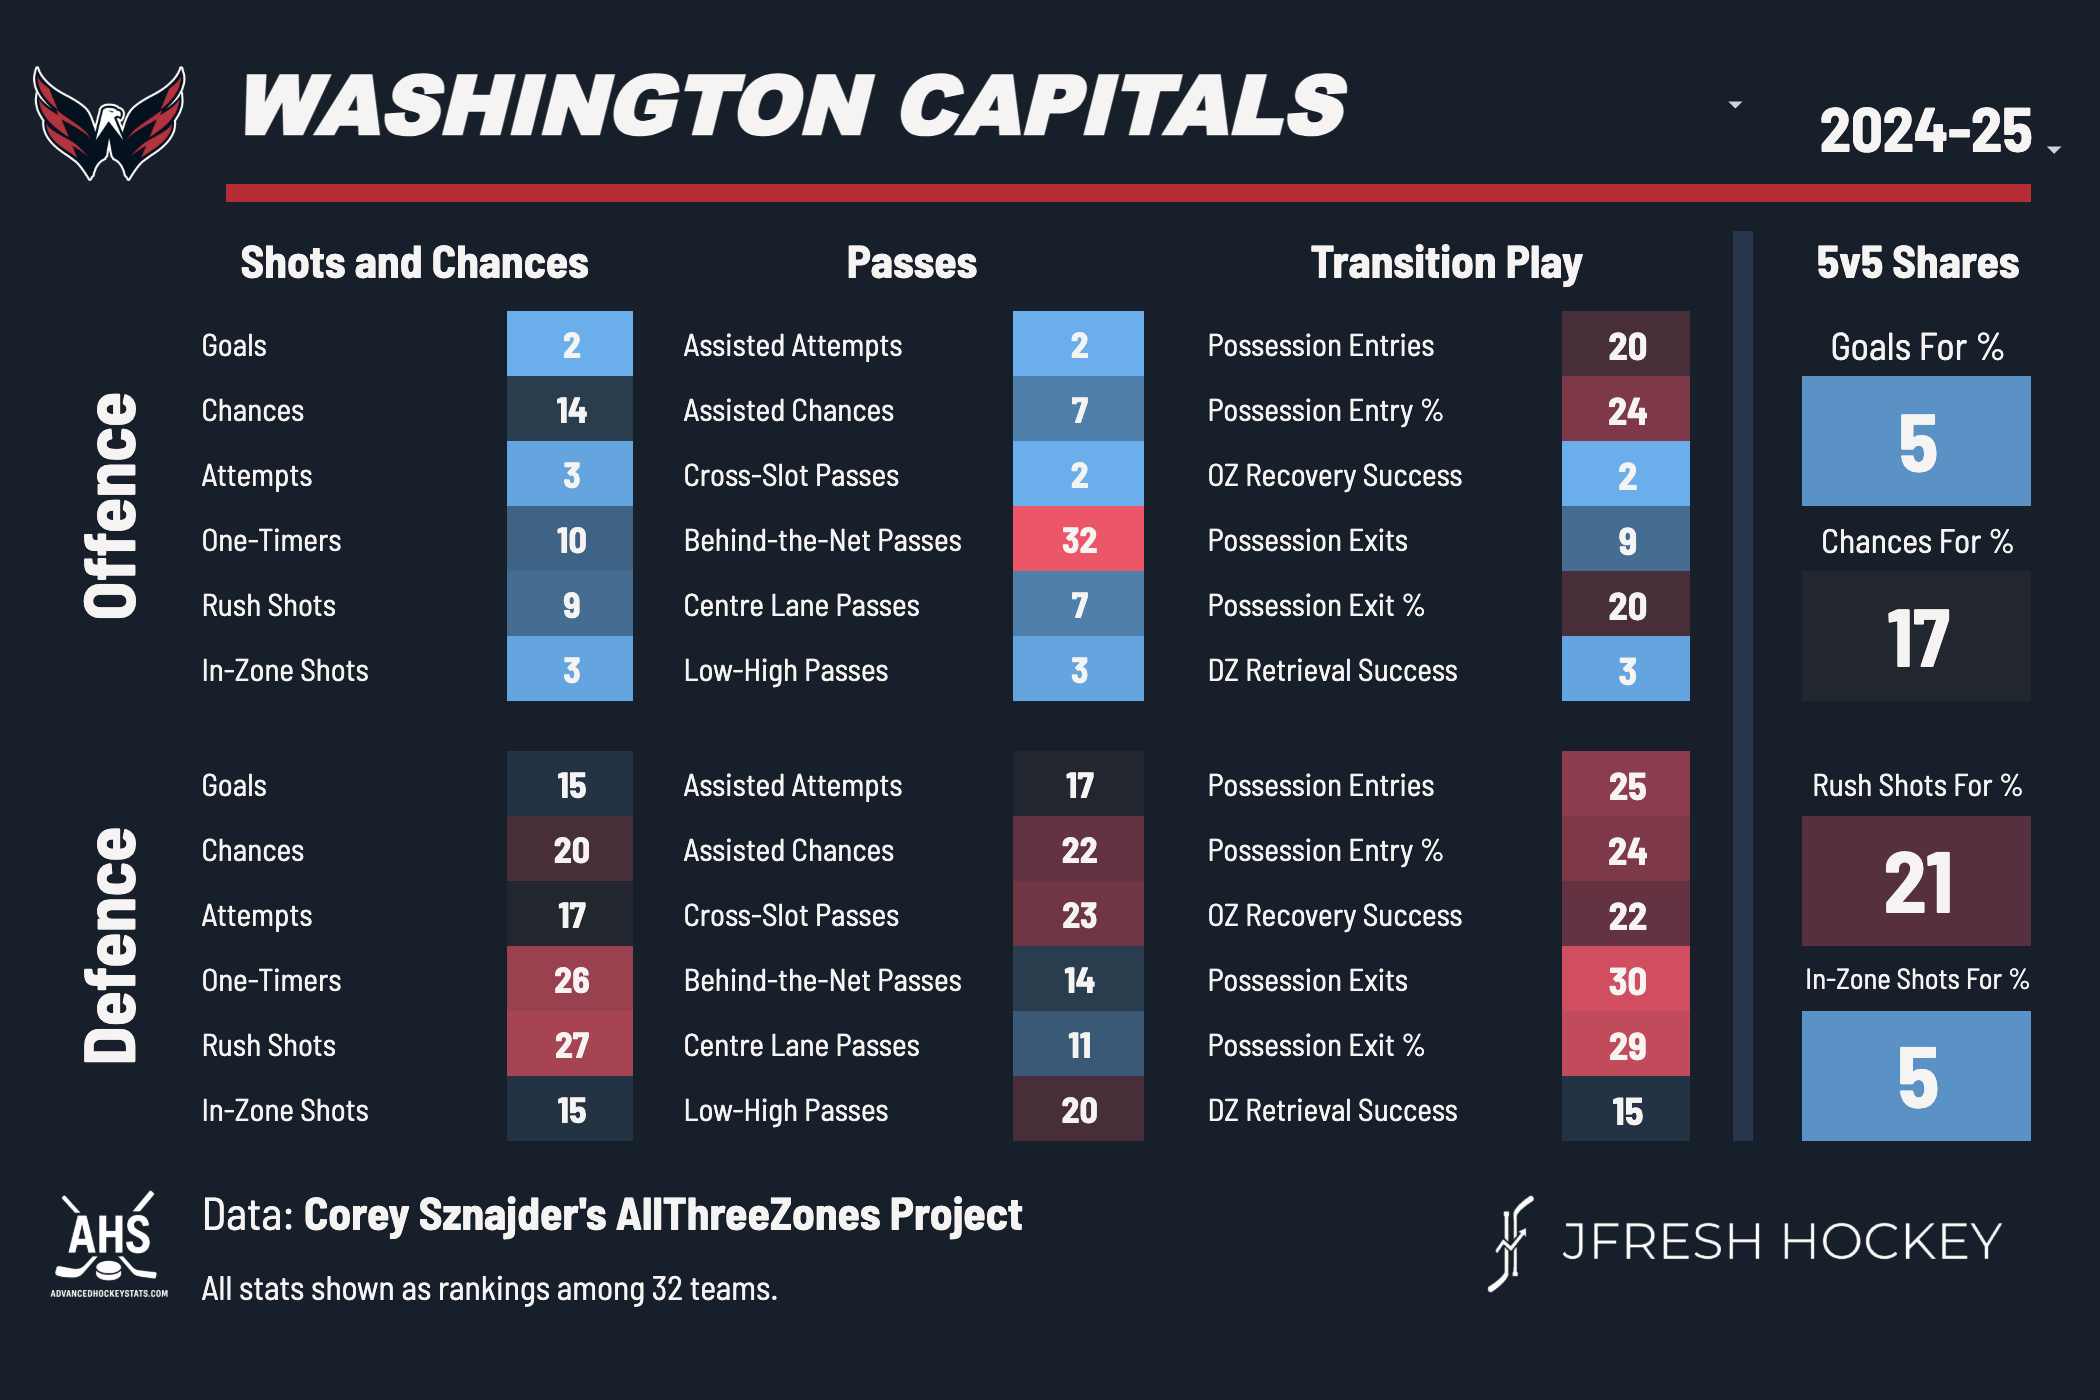 WASHINGTON CAPITALS
2024-25
Shots and Chances
Passes
Transition Play
5v5 Shares
Offence
Goals 2
Chances 14
Attempts 3
One-Timers 10
Rush Shots 9
In-Zone Shots 3
Assisted Attempts 2
Assisted Chances 7
Cross-Slot Passes 2
Behind-the-Net Passes 32
Centre Lane Passes 7
Low-High Passes 3
Possession Entries 20
Possession Entry % 24
OZ Recovery Success 2
Possession Exits 9
Possession Exit % 20
DZ Retrieval Success 3
Goals For %
5
Chances For %
17
Defence
Goals 15
Chances 20
Attempts 17
One-Timers 26
Rush Shots 27
In-Zone Shots 15
Assisted Attempts 17
Assisted Chances 22
Cross-Slot Passes 23
Behind-the-Net Passes 14
Centre Lane Passes 11
Low-High Passes 20
Possession Entries 25
Possession Entry % 24
OZ Recovery Success 22
Possession Exits 30
Possession Exit % 29
DZ Retrieval Success 15
Rush Shots For %
21
In-Zone Shots For %
5
AHS
ADVANCEDHOCKEYSTATS.COM
Data: Corey Sznajder's AllThreeZones Project
All stats shown as rankings among 32 teams.
JFRESH HOCKEY